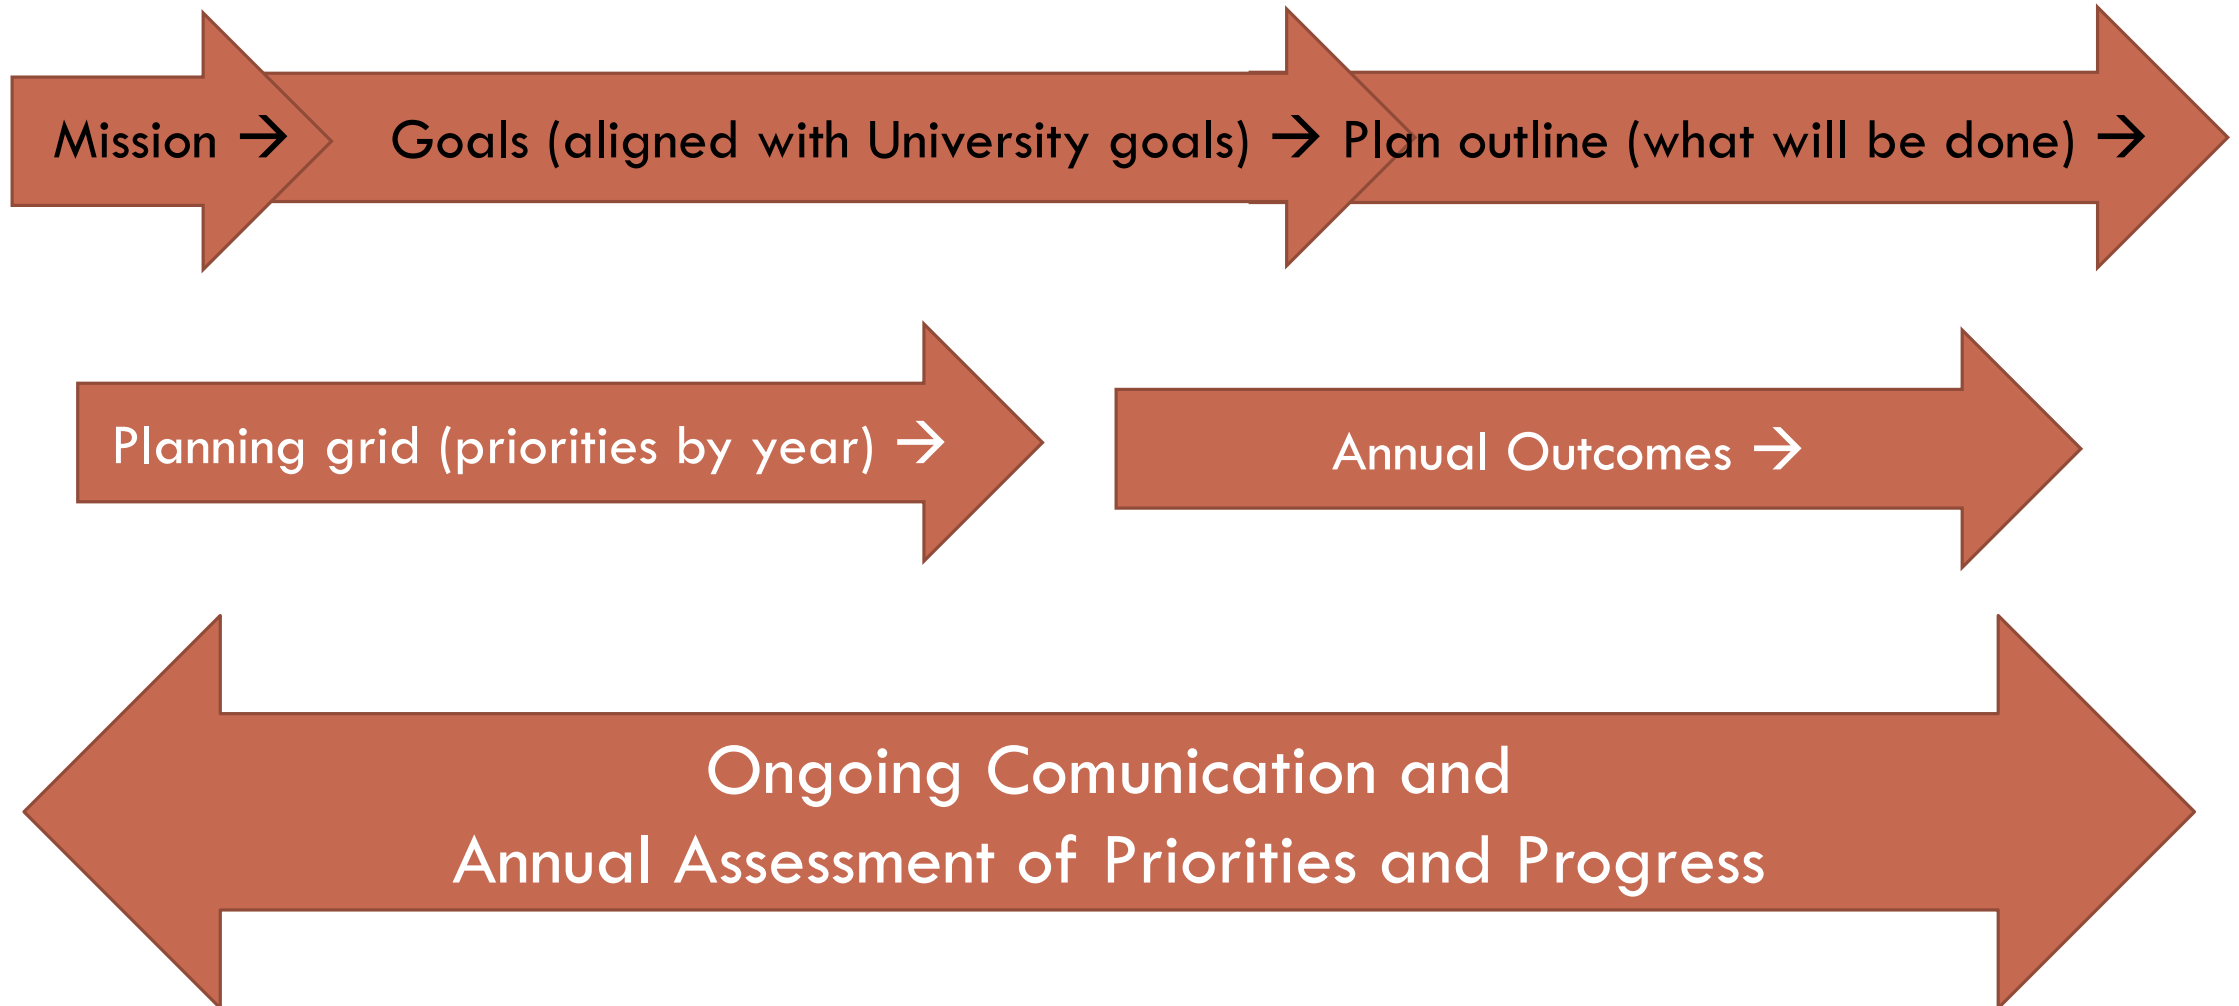 Mission → Goals (aligned with University goals) → Plan outline (what will be done) →
Planning grid (priorities by year) → Annual Outcomes →
Ongoing Comunication and
Annual Assessment of Priorities and Progress